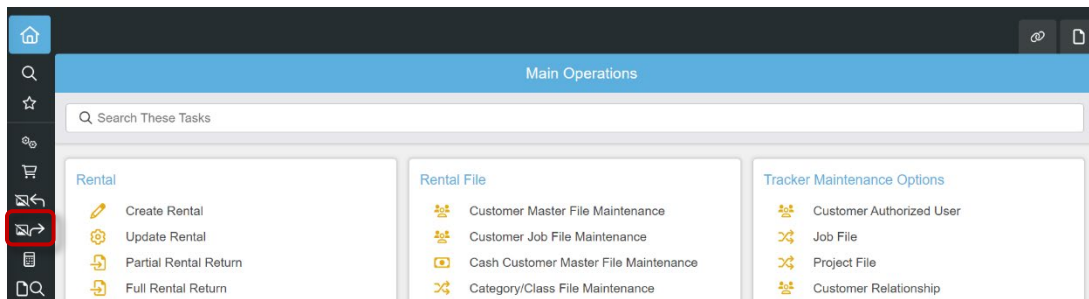 Main Operations
Search These Tasks
Rental
Create Rental
Update Rental
Partial Rental Return
Full Rental Return
Rental File
Customer Master File Maintenance
Customer Job File Maintenance
Cash Customer Master File Maintenance
Category/Class File Maintenance
Tracker Maintenance Options
Customer Authorized User
Job File
Project File
Customer Relationship